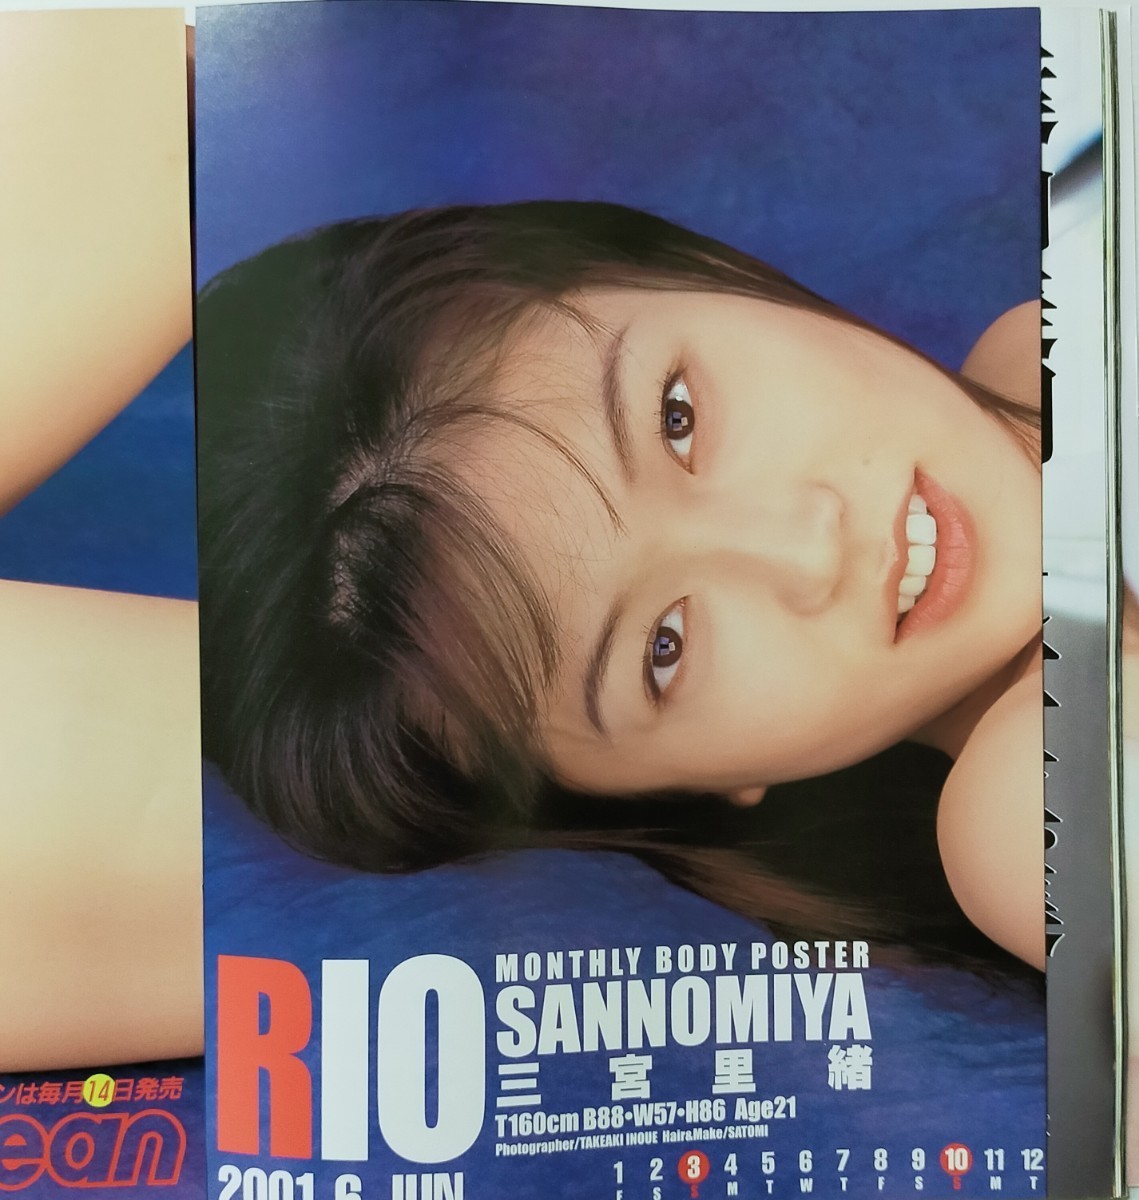 ンは毎月14日発売
ean
RIO
MONTHLY BODY POSTER
SANNOMIYA
三宮里緒
T160cm B88・W57・H86 Age21
Photographer/TAKEAKI INOUE Hair&Make/SATOMI
2001 6 JUN
1 2 3 4 5 6 7 8 9 10 11 12
F S S M T W T F S S M T